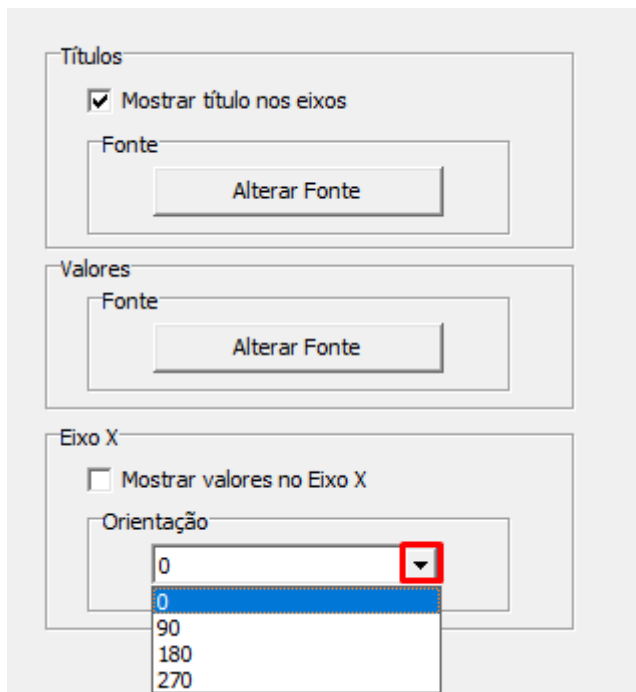 Títulos
Mostrar título nos eixos
Fonte
Alterar Fonte
Valores
Fonte
Alterar Fonte
Eixo X
Mostrar valores no Eixo X
Orientação
0
0
90
180
270